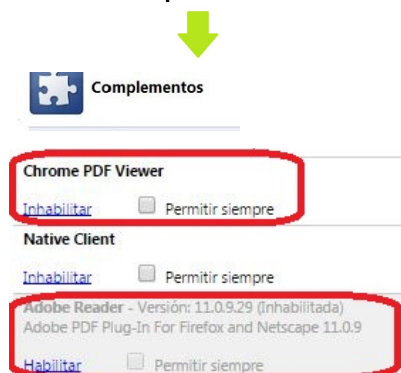 Complementos
Chrome PDF Viewer
Inhabilitar Permitir siempre
Native Client
Inhabilitar Permitir siempre
Adobe Reader - Versión: 11.0.9.29 (Inhabilitada)
Adobe PDF Plug-In For Firefox and Netscape 11.0.9
Habilitar Permitir siempre